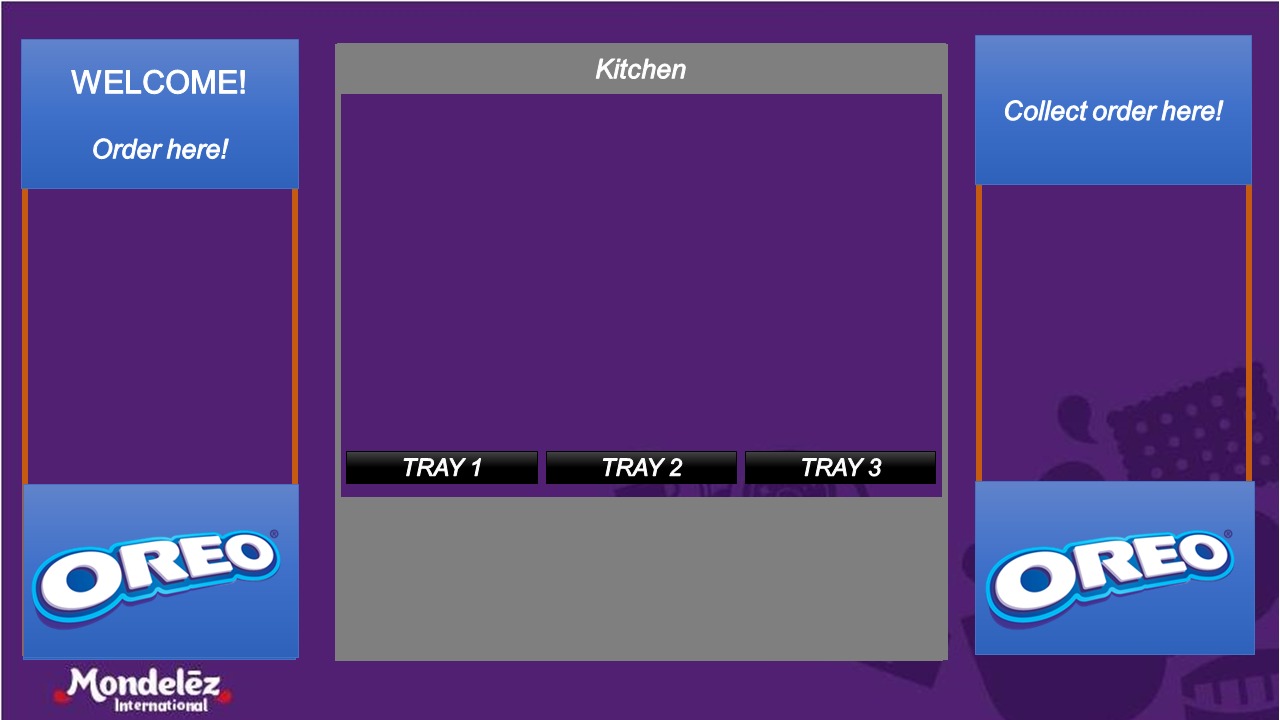 WELCOME!
Order here!
Kitchen
Collect order here!
TRAY 1
TRAY 2
TRAY 3
OREO®
OREO®
Mondelēz
International